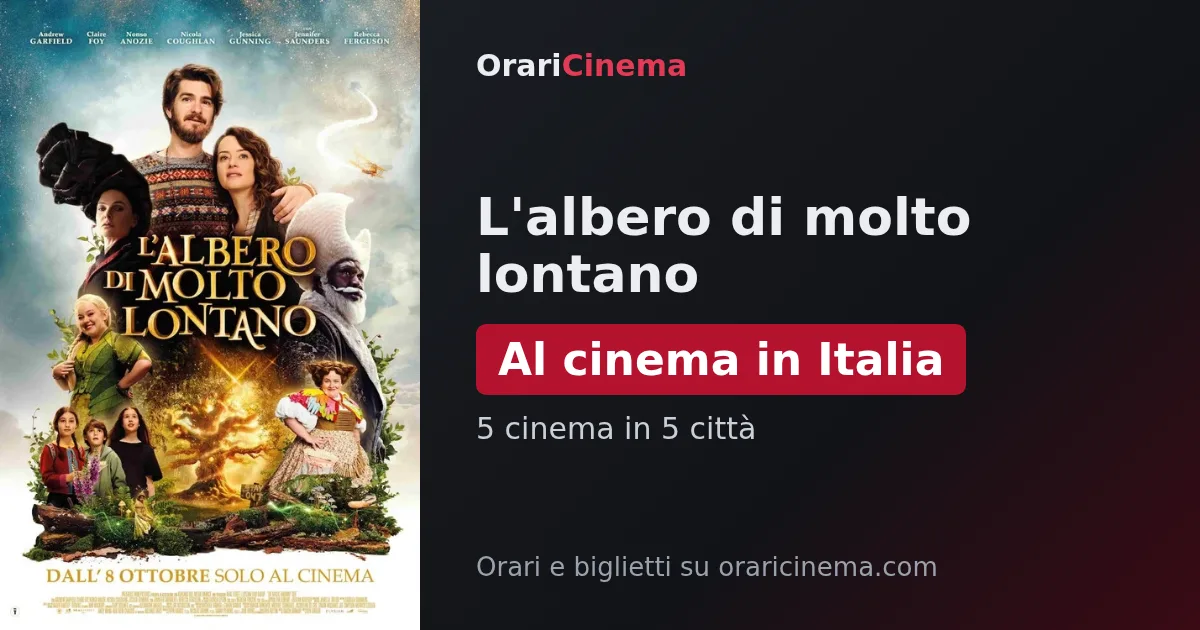 Andrew GARFIELD
Claire FOY
Nonso ANOZIE
Nicola COUGHLAN
Jessica GUNNING
Jennifer SAUNDERS
Rebecca FERGUSON
L'ALBERO
DI MOLTO
LONTANO
DALL' 8 OTTOBRE SOLO AL CINEMA
OrariCinema
L'albero di molto
lontano
Al cinema in Italia
5 cinema in 5 città
Orari e biglietti su oraricinema.com